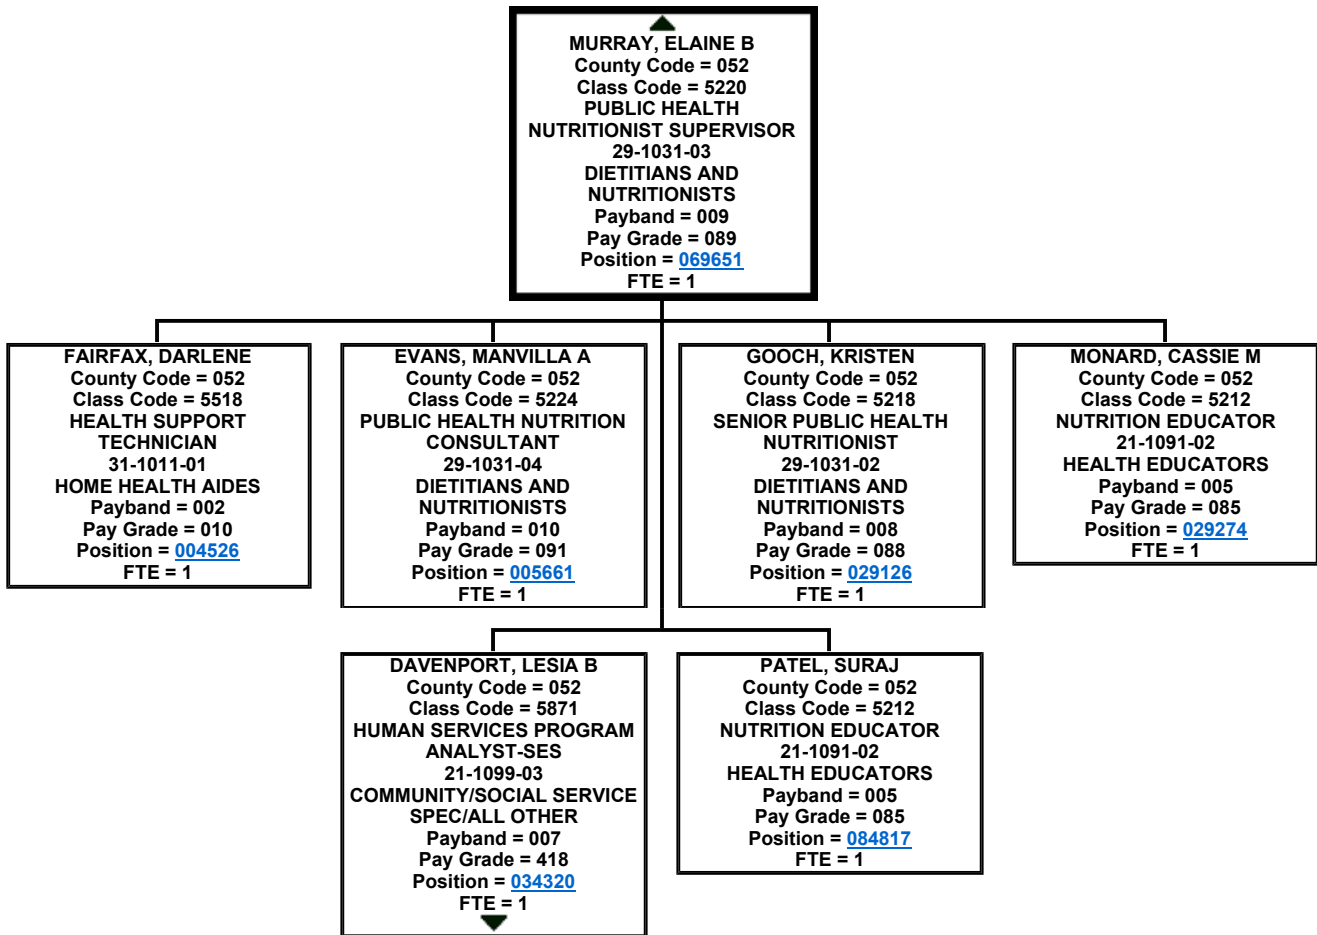 MURRAY, ELAINE B
County Code = 052
Class Code = 5220
PUBLIC HEALTH
NUTRITIONIST SUPERVISOR
29-1031-03
DIETITIANS AND
NUTRITIONISTS
Payband = 009
Pay Grade = 089
Position = 069651
FTE = 1
FAIRFAX, DARLENE
County Code = 052
Class Code = 5518
HEALTH SUPPORT
TECHNICIAN
31-1011-01
HOME HEALTH AIDES
Payband = 002
Pay Grade = 010
Position = 004526
FTE = 1
EVANS, MANVILLA A
County Code = 052
Class Code = 5224
PUBLIC HEALTH NUTRITION
CONSULTANT
29-1031-04
DIETITIANS AND
NUTRITIONISTS
Payband = 010
Pay Grade = 091
Position = 005661
FTE = 1
GOOCH, KRISTEN
County Code = 052
Class Code = 5218
SENIOR PUBLIC HEALTH
NUTRITIONIST
29-1031-02
DIETITIANS AND
NUTRITIONISTS
Payband = 008
Pay Grade = 088
Position = 029126
FTE = 1
MONARD, CASSIE M
County Code = 052
Class Code = 5212
NUTRITION EDUCATOR
21-1091-02
HEALTH EDUCATORS
Payband = 005
Pay Grade = 085
Position = 029274
FTE = 1
DAVENPORT, LESIA B
County Code = 052
Class Code = 5871
HUMAN SERVICES PROGRAM
ANALYST-SES
21-1099-03
COMMUNITY/SOCIAL SERVICE
SPEC/ALL OTHER
Payband = 007
Pay Grade = 418
Position = 034320
FTE = 1
PATEL, SURAJ
County Code = 052
Class Code = 5212
NUTRITION EDUCATOR
21-1091-02
HEALTH EDUCATORS
Payband = 005
Pay Grade = 085
Position = 084817
FTE = 1